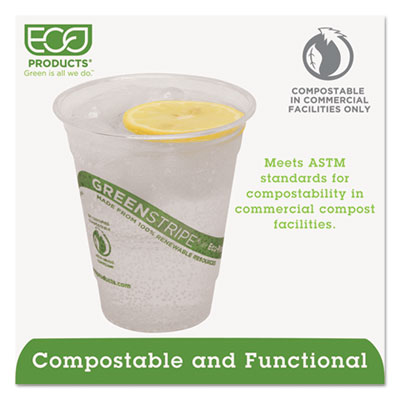 ECO
PRODUCTS®
Green is all we do.™
COMPOSTABLE
IN COMMERCIAL
FACILITIES ONLY
Meets ASTM
standards for
compostability in
commercial compost
facilities.
GREENSTRIPE
MADE FROM 100% RENEWABLE RESOURCES
Compostable and Functional